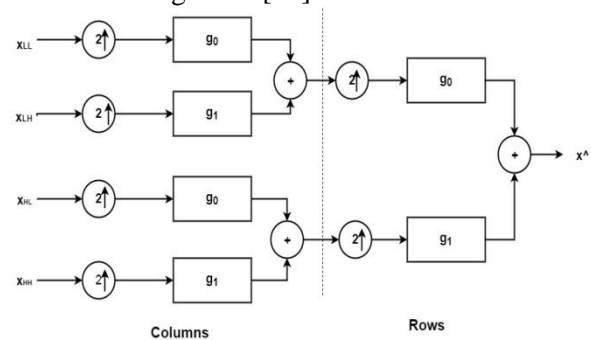 xLL 2↑ g0 2↑ g0
+ +
xLH 2↑ g1
+ x^
xHL 2↑ g0
+ 2↑ g1
xHH 2↑ g1
Columns Rows